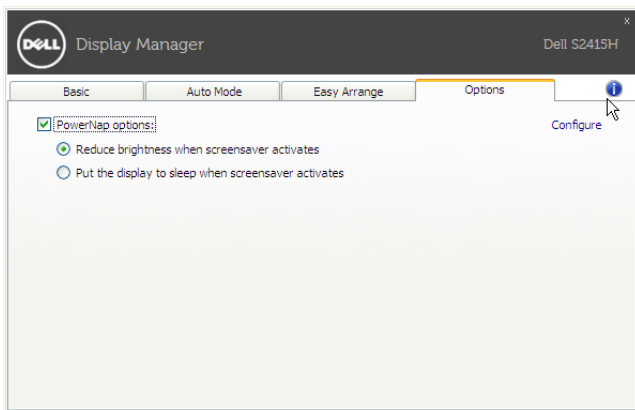 DELL Display Manager Dell S2415H x
Basic Auto Mode Easy Arrange Options i
PowerNap options: Configure
Reduce brightness when screensaver activates
Put the display to sleep when screensaver activates